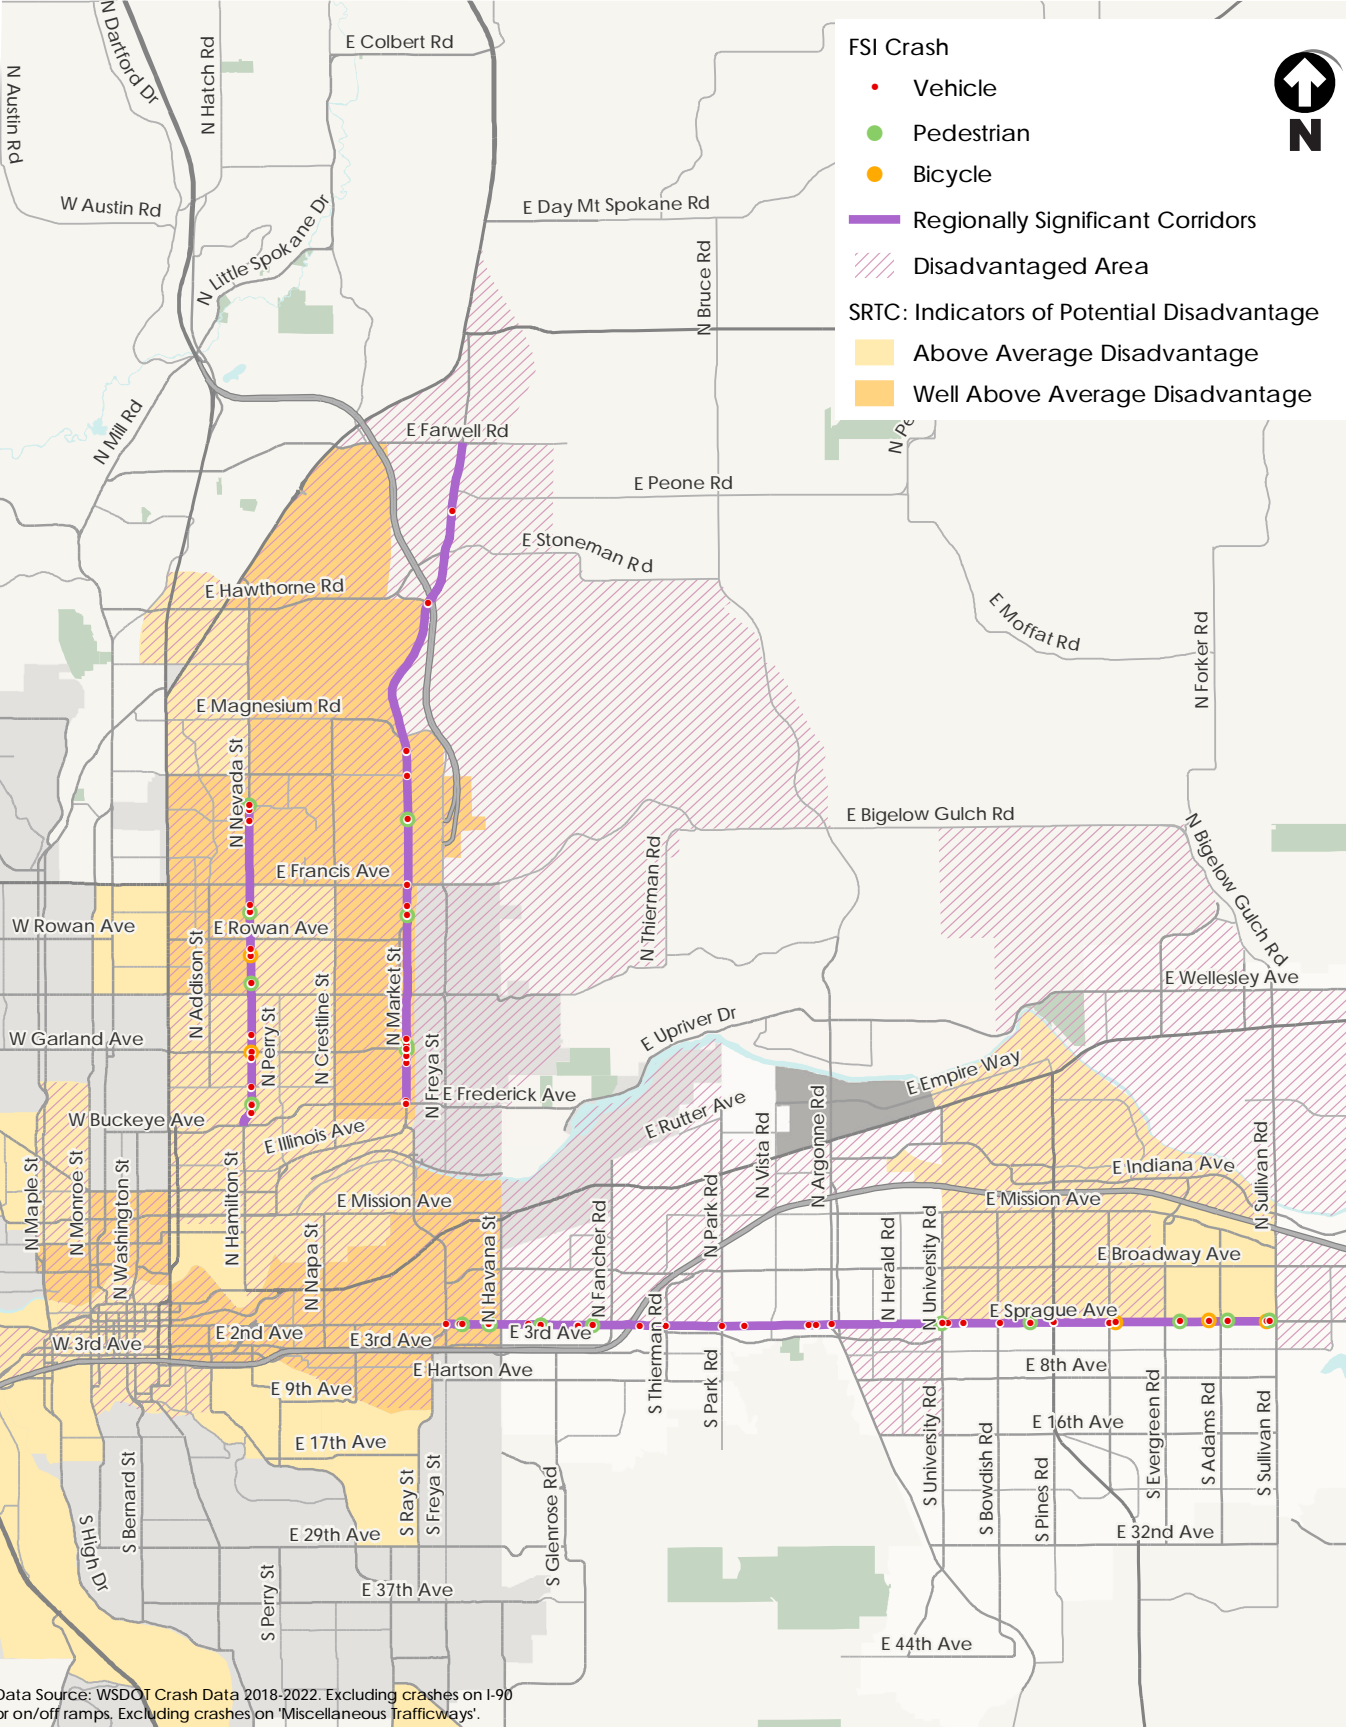 FSI Crash
Vehicle
Pedestrian
Bicycle
Regionally Significant Corridors
Disadvantaged Area
SRTC: Indicators of Potential Disadvantage
Above Average Disadvantage
Well Above Average Disadvantage
N
N Dartford Dr
E Colbert Rd
N Hatch Rd
N Austin Rd
W Austin Rd
N Little Spokane Dr
E Day Mt Spokane Rd
N Bruce Rd
N Mill Rd
E Farwell Rd
N Pe
E Peone Rd
E Stoneman Rd
E Hawthorne Rd
E Moffat Rd
N Forker Rd
E Magnesium Rd
N Nevada St
E Bigelow Gulch Rd
N Bigelow Gulch Rd
N Thierman Rd
E Francis Ave
W Rowan Ave
E Rowan Ave
N Addison St
N Market St
N Crestline St
E Wellesley Ave
W Garland Ave
N Perry St
N Freya St
E Upriver Dr
E Empire Way
E Frederick Ave
W Buckeye Ave
E Illinois Ave
E Rutter Ave
N Vista Rd
N Argonne Rd
N Maple St
N Monroe St
N Washington St
N Hamilton St
E Indiana Ave
N Sullivan Rd
E Mission Ave
E Mission Ave
N Napa St
N Havana St
N Fancher Rd
N Park Rd
N Herald Rd
N University Rd
E Broadway Ave
E Sprague Ave
W 3rd Ave
E 2nd Ave
E 3rd Ave
E 3rd Ave
E Hartson Ave
S Thierman Rd
S Park Rd
E 8th Ave
E 9th Ave
E 16th Ave
E 17th Ave
S University Rd
S Bowdish Rd
S Pines Rd
S Evergreen Rd
S Adams Rd
S Sullivan Rd
S Bernard St
S Ray St
S Freya St
S Glenrose Rd
S High Dr
E 29th Ave
E 32nd Ave
S Perry St
E 37th Ave
E 44th Ave
Data Source: WSDOT Crash Data 2018-2022. Excluding crashes on I-90
or on/off ramps. Excluding crashes on 'Miscellaneous Trafficways'.